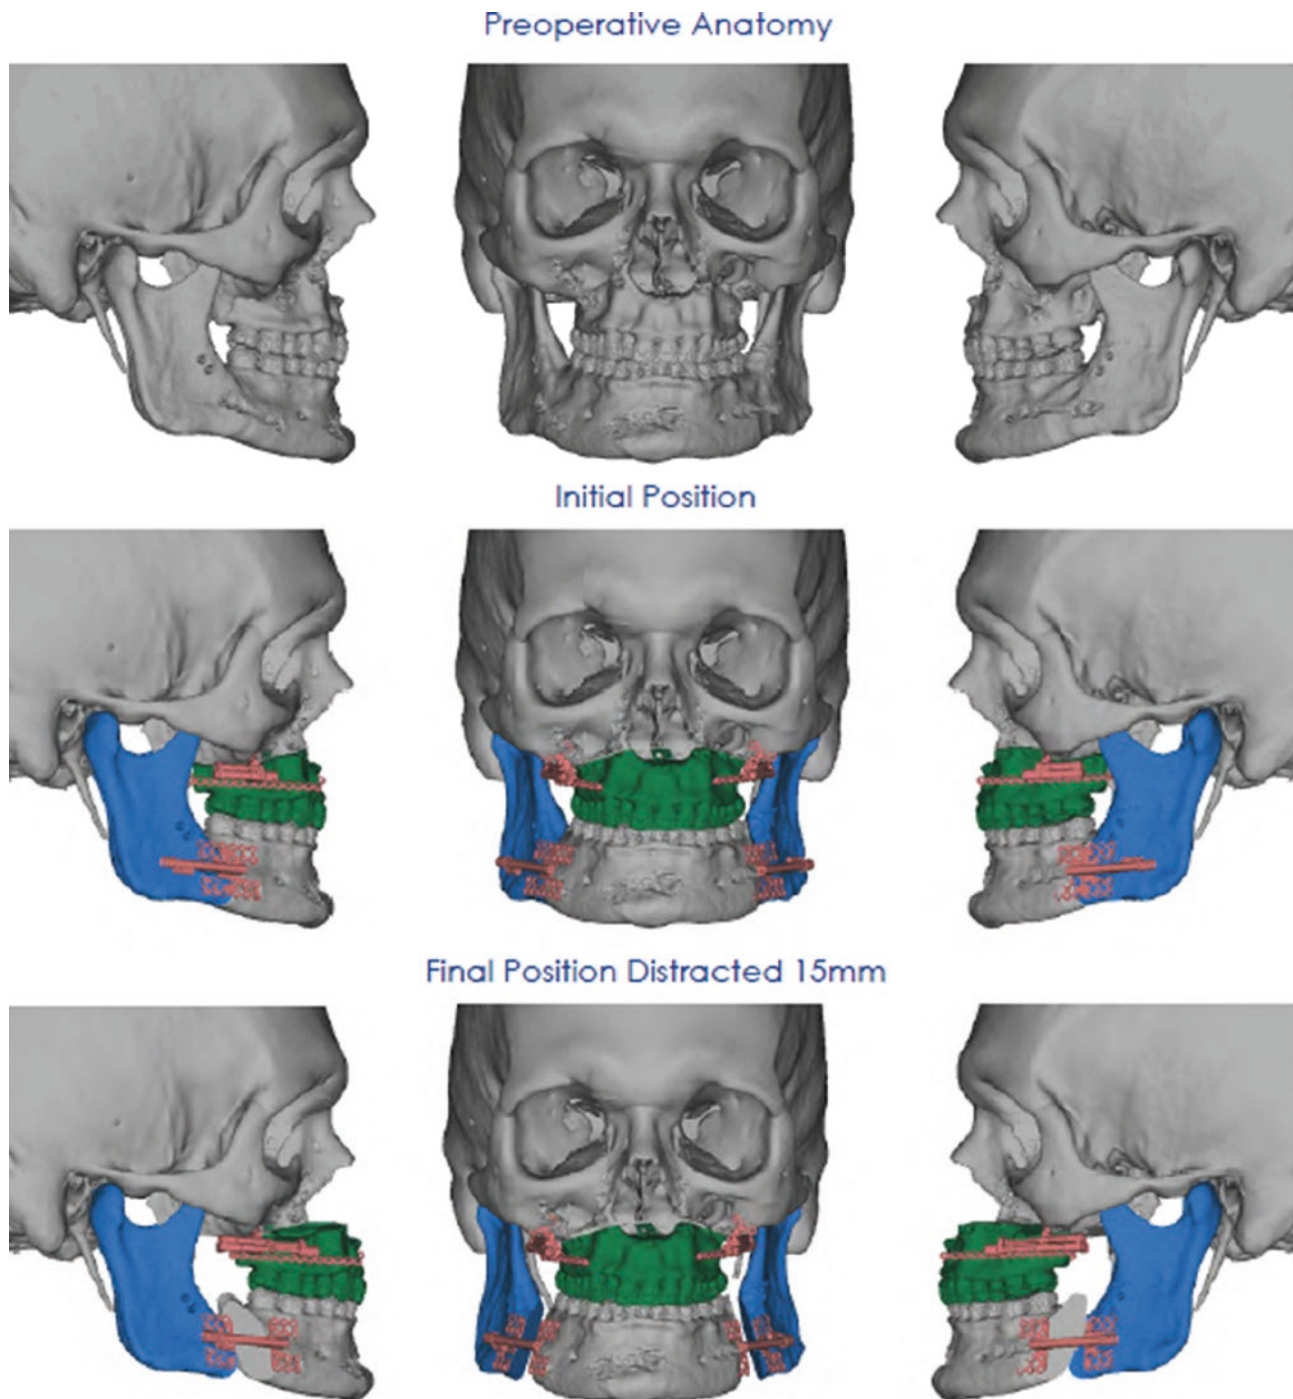 Preoperative Anatomy
Initial Position
Final Position Distracted 15mm